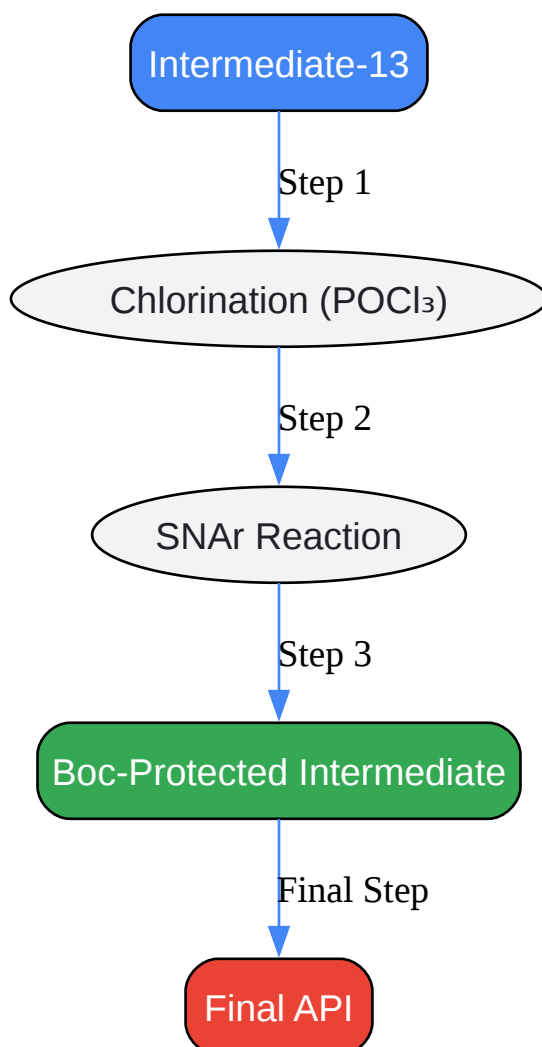 Intermediate-13
Step 1
Chlorination (POCl₃)
Step 2
SNAr Reaction
Step 3
Boc-Protected Intermediate
Final Step
Final API